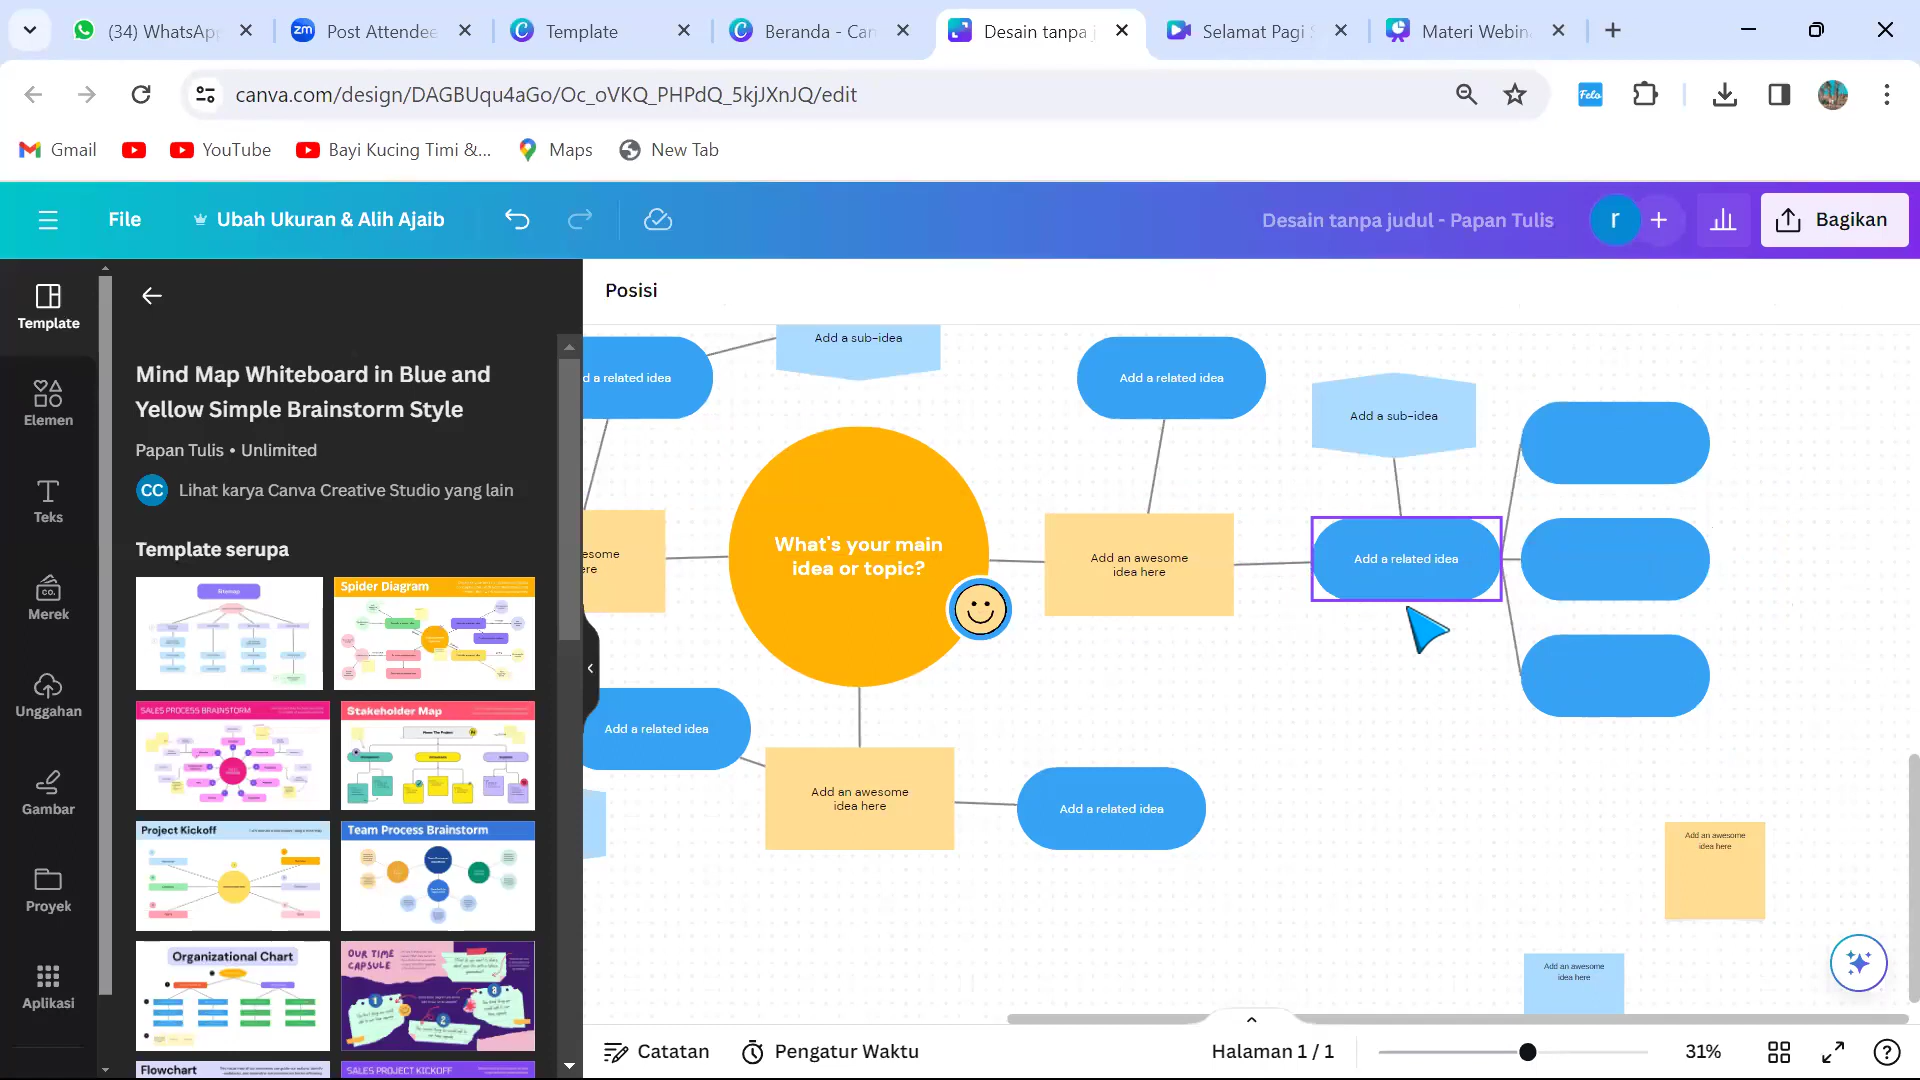 (34) WhatsApp
Post Attendee
Template
Beranda - Can
Desain tanpa j
Selamat Pagi S
Materi Webina
canva.com/design/DAGBUqu4aGo/Oc_oVKQ_PHPdQ_5kjJXnJQ/edit
Felo
Gmail
YouTube
Bayi Kucing Timi &...
Maps
New Tab
File
Ubah Ukuran & Alih Ajaib
Desain tanpa judul - Papan Tulis
r
Bagikan
Template
Elemen
Teks
Merek
Unggahan
Gambar
Proyek
Aplikasi
Mind Map Whiteboard in Blue and
Yellow Simple Brainstorm Style
Papan Tulis • Unlimited
CC
Lihat karya Canva Creative Studio yang lain
Template serupa
Sitemap
Spider Diagram
SALES PROCESS BRAINSTORM
Stakeholder Map
Project Kickoff
Team Process Brainstorm
Organizational Chart
OUR TIME
CAPSULE
Flowchart
SALES PROJECT KICKOFF
Posisi
d a related idea
Add a sub-idea
Add a related idea
Add a sub-idea
What's your main
idea or topic?
esome
ere
Add an awesome
idea here
Add a related idea
Add a related idea
Add an awesome
idea here
Add a related idea
Add an awesome
idea here
Add an awesome
idea here
Catatan
Pengatur Waktu
Halaman 1 / 1
31%